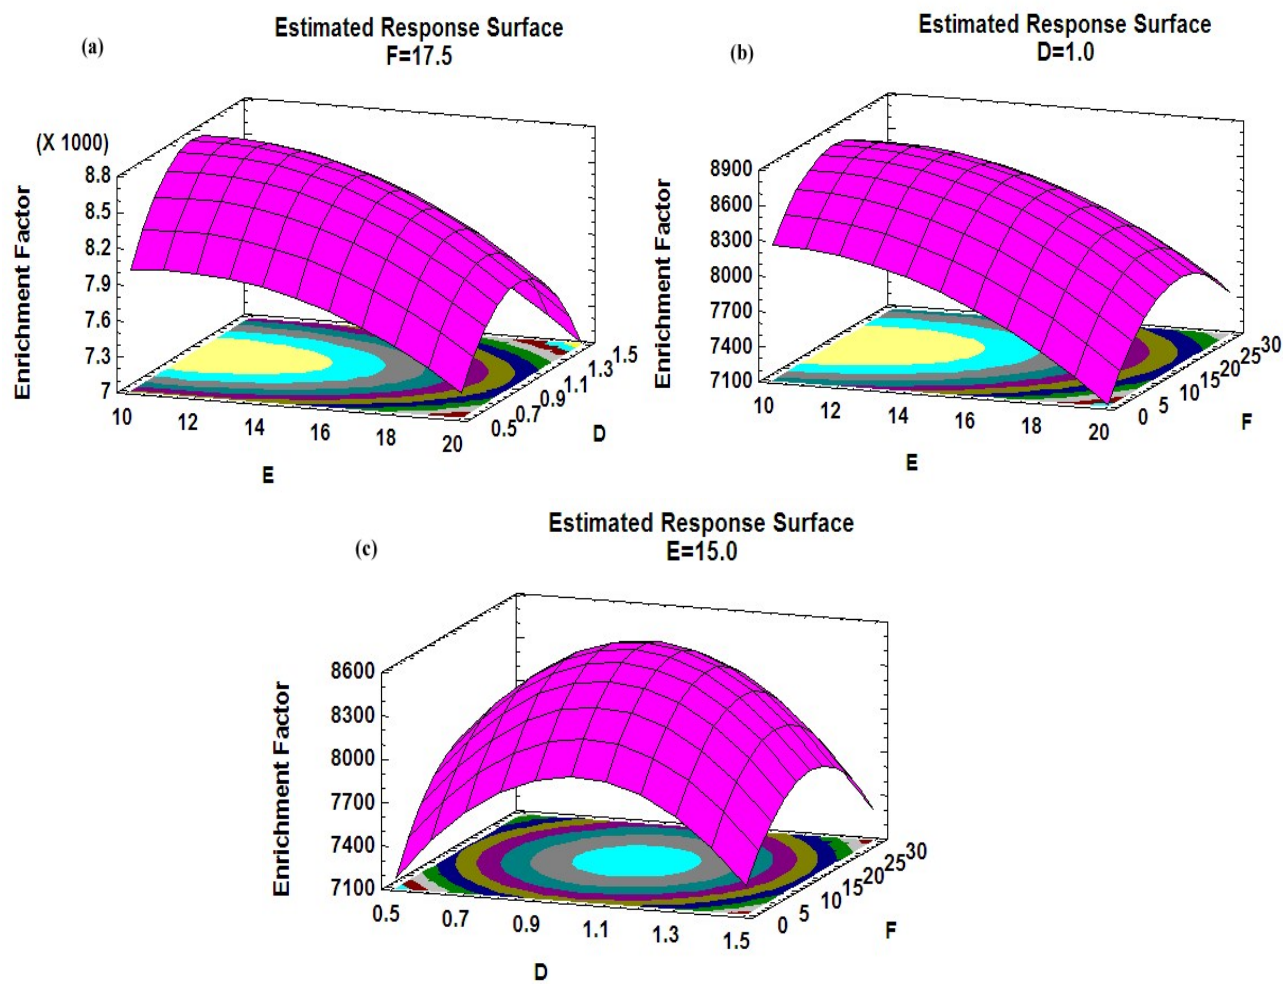 (a)
Estimated Response Surface
F=17.5
(X 1000)
Enrichment Factor
8.8
8.5
8.2
7.9
7.6
7.3
7
10 12 14 16 18 20
E
0.5 0.7 0.9 1.1 1.3 1.5
D
(b)
Estimated Response Surface
D=1.0
Enrichment Factor
8900
8600
8300
8000
7700
7400
7100
10 12 14 16 18 20
E
0 5 10 15 20 25 30
F
(c)
Estimated Response Surface
E=15.0
Enrichment Factor
8600
8300
8000
7700
7400
7100
0.5 0.7 0.9 1.1 1.3 1.5
D
0 5 10 15 20 25 30
F